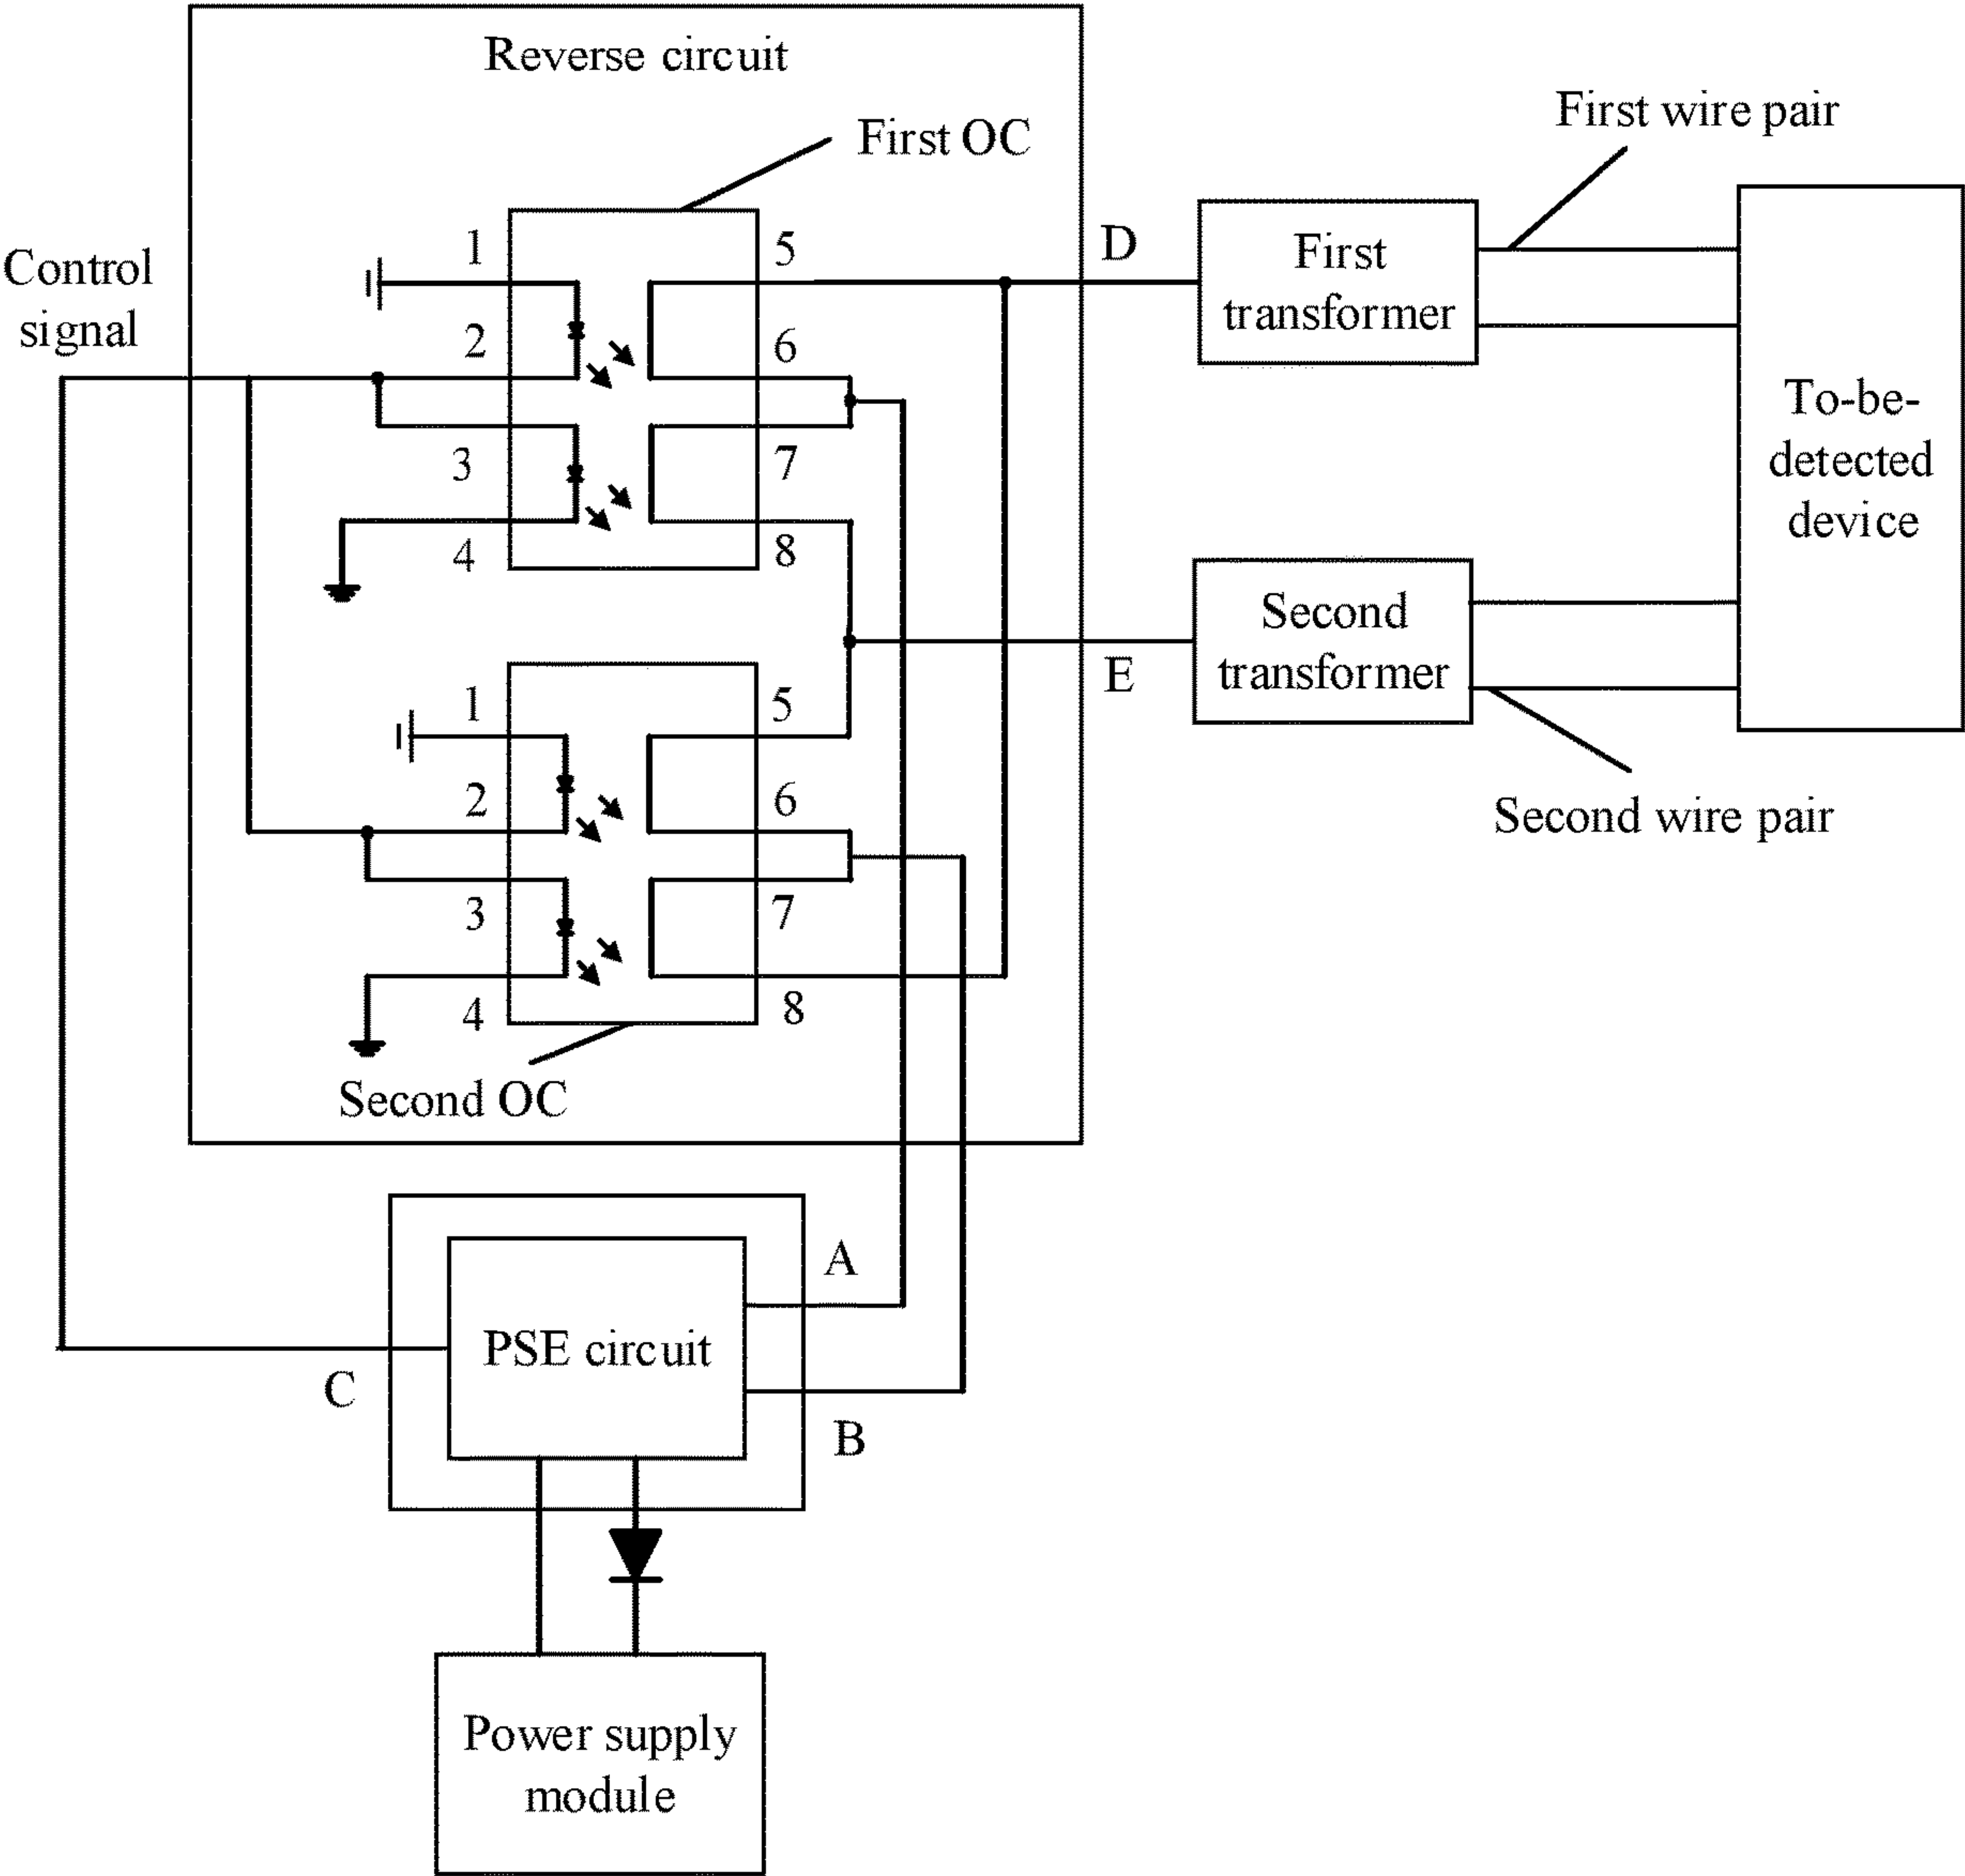 Reverse circuit
First OC
First wire pair
Control
signal
1
2
3
4
5
6
7
8
D
First
transformer
To-be-
detected
device
E
Second
transformer
Second wire pair
1
2
3
4
5
6
7
8
Second OC
A
PSE circuit
C
B
Power supply
module